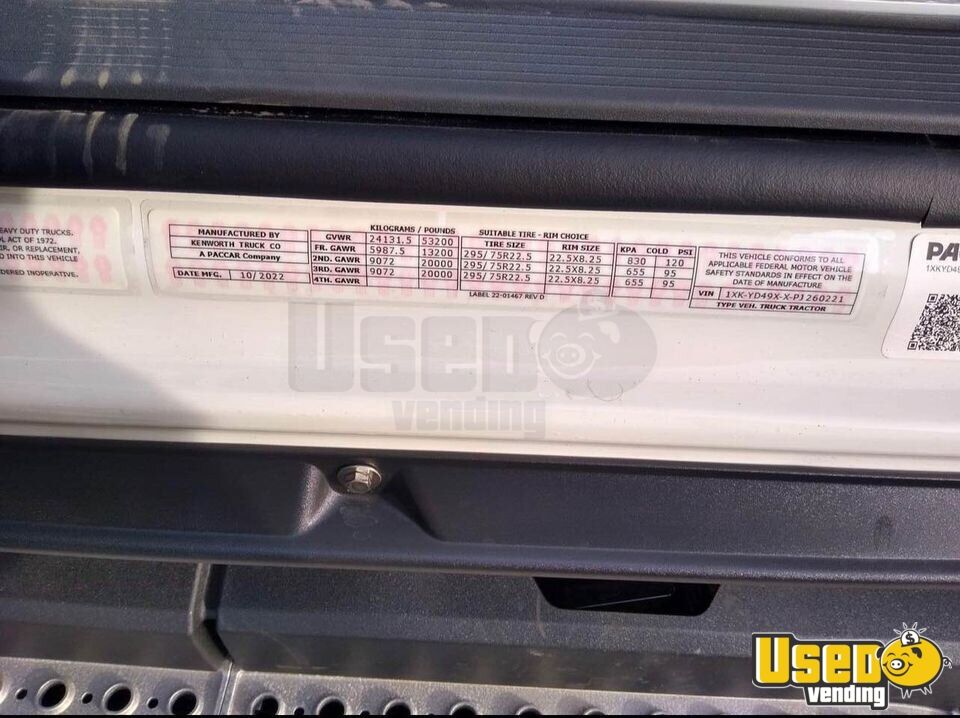 EAVY DUTY TRUCKS.
OL ACT OF 1972.
IR. OR REPLACEMENT,
D INTO THIS VEHICLE
DERED INOPERATIVE.
MANUFACTURED BY
KENWORTH TRUCK CO
A PACCAR Company
DATE MFG. 10/2022
KILOGRAMS / POUNDS SUITABLE TIRE - RIM CHOICE
GVWR 24131.5 53200 TIRE SIZE RIM SIZE KPA COLD PSI
FR. GAWR 5987.5 13200 295/75R22.5 22.5X8.25 830 120
2ND. GAWR 9072 20000 295/75R22.5 22.5X8.25 655 95
3RD. GAWR 9072 20000 295/75R22.5 22.5X8.25 655 95
4TH. GAWR
LABEL 22-01467 REV D
THIS VEHICLE CONFORMS TO ALL
APPLICABLE FEDERAL MOTOR VEHICLE
SAFETY STANDARDS IN EFFECT ON THE
DATE OF MANUFACTURE
VIN 1XK-YD49X-X-PJ260221
TYPE VEH. TRUCK TRACTOR
PA
1XKYD49
USED
vending
USED
vending